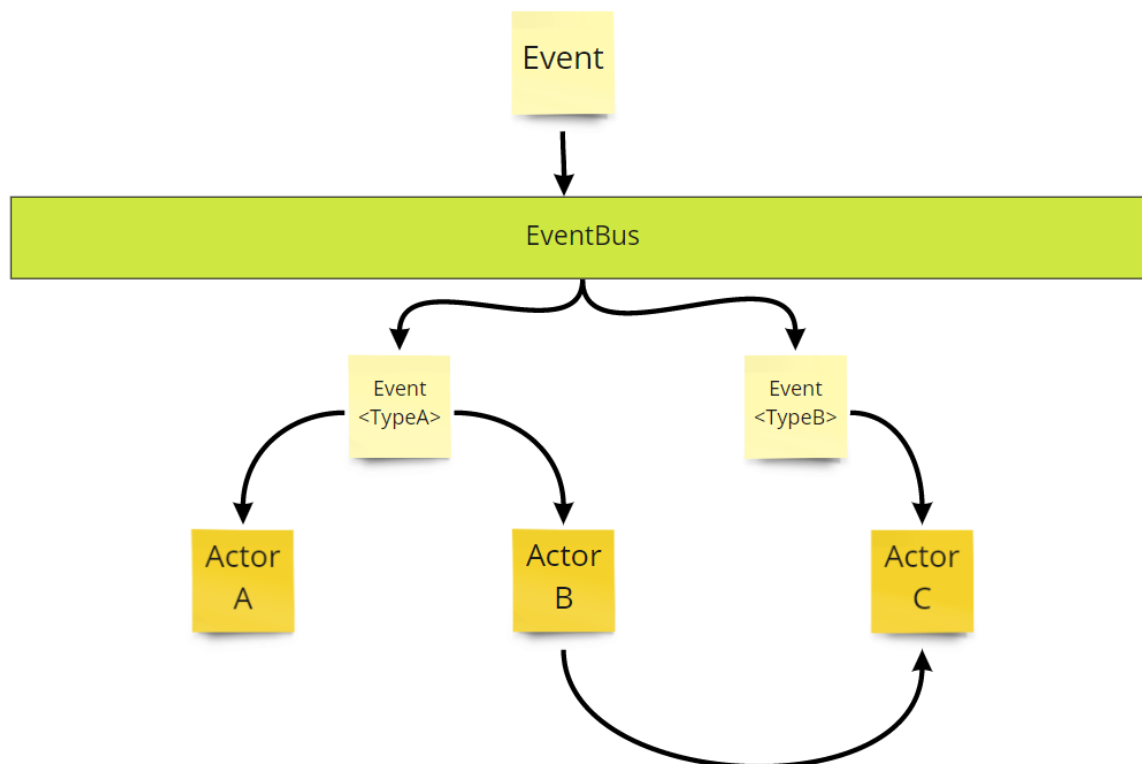 Event
EventBus
Event
<TypeA>
Event
<TypeB>
Actor
A
Actor
B
Actor
C